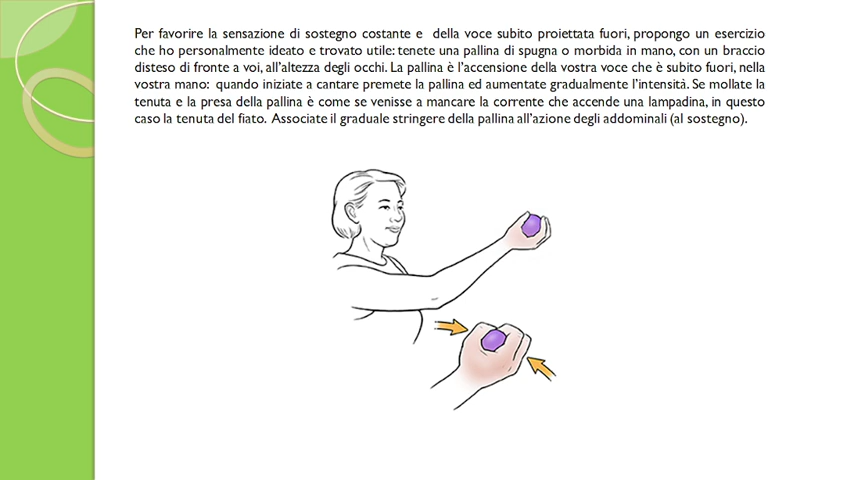 Per favorire la sensazione di sostegno costante e della voce subito proiettata fuori, propongo un esercizio
che ho personalmente ideato e trovato utile: tenete una pallina di spugna o morbida in mano, con un braccio
disteso di fronte a voi, all'altezza degli occhi. La pallina è l'accensione della vostra voce che è subito fuori, nella
vostra mano: quando iniziate a cantare premete la pallina ed aumentate gradualmente l'intensità. Se mollate la
tenuta e la presa della pallina è come se venisse a mancare la corrente che accende una lampadina, in questo
caso la tenuta del fiato. Associate il graduale stringere della pallina all'azione degli addominali (al sostegno).